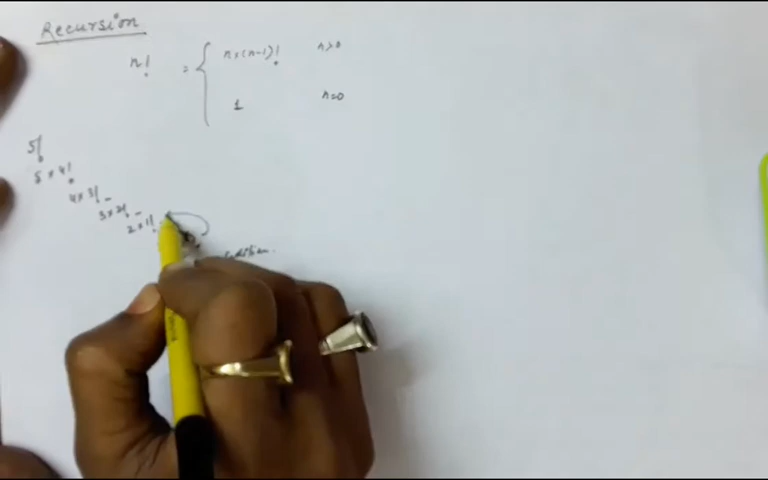 Recursion
n! = { n×(n-1)! n>0
1 n=0
5!
5 × 4!
4×3!
3×2!
2×1!